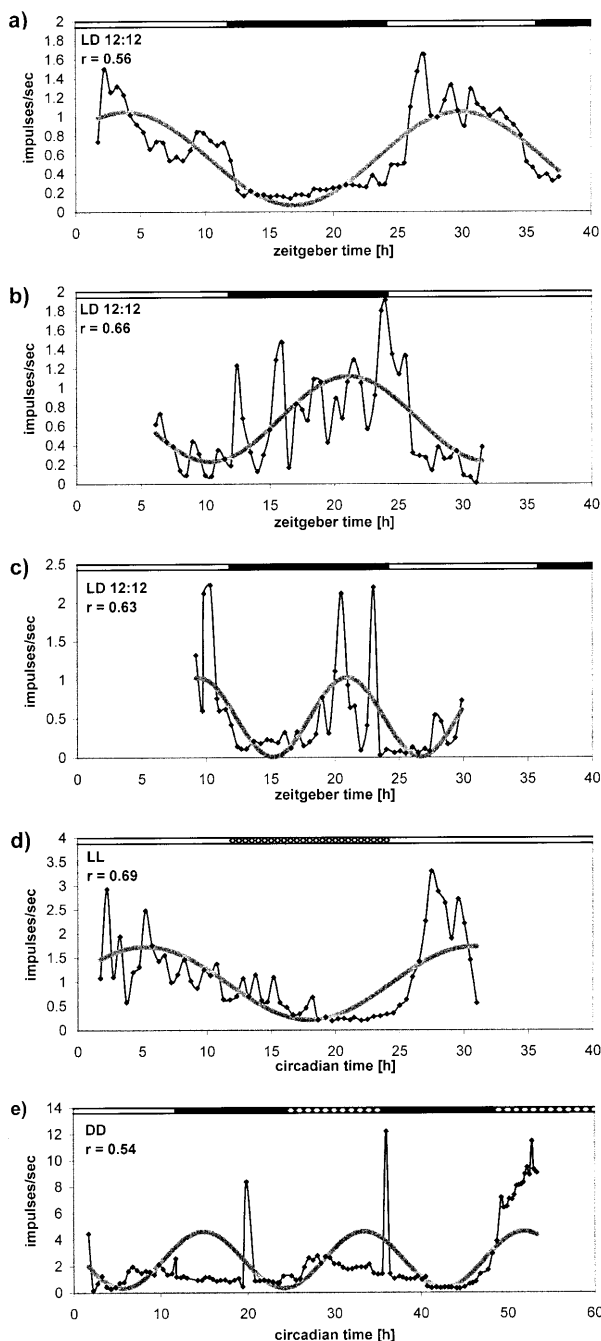 a)
LD 12:12
r = 0.56
impulses/sec
2
1.8
1.6
1.4
1.2
1
0.8
0.6
0.4
0.2
0
0 5 10 15 20 25 30 35 40
zeitgeber time [h]
b)
LD 12:12
r = 0.66
impulses/sec
2
1.8
1.6
1.4
1.2
1
0.8
0.6
0.4
0.2
0
0 5 10 15 20 25 30 35 40
zeitgeber time [h]
c)
LD 12:12
r = 0.63
impulses/sec
2.5
2
1.5
1
0.5
0
0 5 10 15 20 25 30 35 40
zeitgeber time [h]
d)
LL
r = 0.69
impulses/sec
4
3.5
3
2.5
2
1.5
1
0.5
0
0 5 10 15 20 25 30 35 40
circadian time [h]
e)
DD
r = 0.54
impulses/sec
14
12
10
8
6
4
2
0
0 10 20 30 40 50 60
circadian time [h]